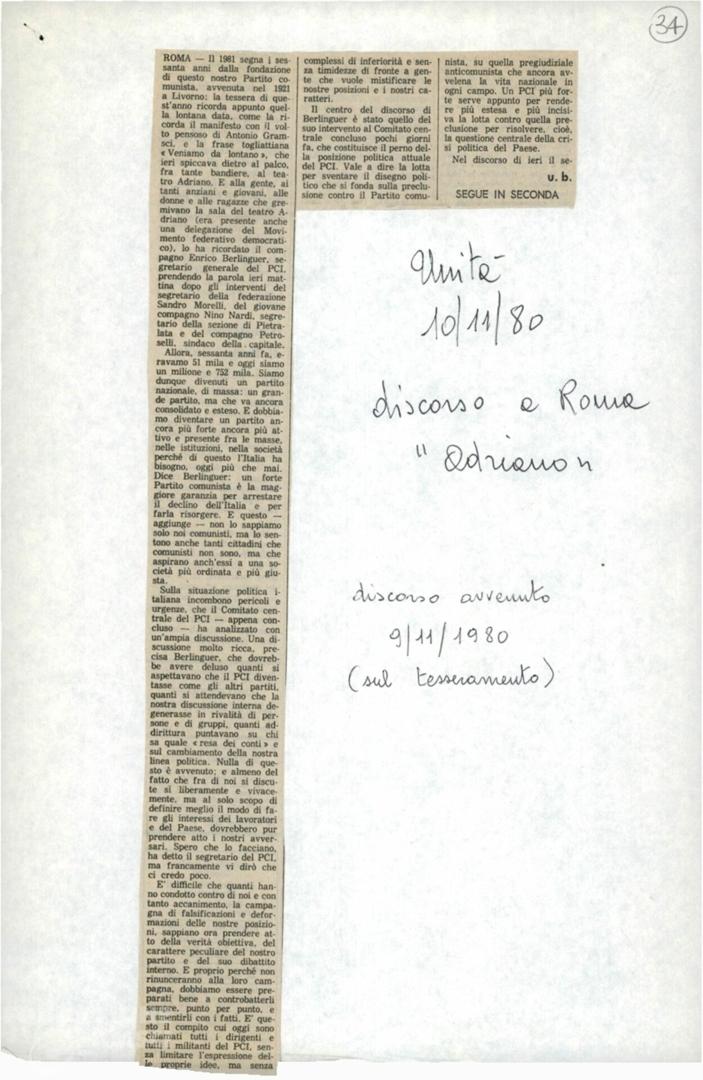 34
ROMA — Il 1981 segna i ses-
santa anni dalla fondazione
di questo nostro Partito co-
munista, avvenuta nel 1921
a Livorno: la tessera di que-
st'anno ricorda appunto quel-
la lontana data, come la ri-
corda il manifesto con il vol-
to pensoso di Antonio Gram-
sci, e la frase togliattiana
« Veniamo da lontano », che
ieri spiccava dietro al palco,
fra tante bandiere, al tea-
tro Adriano. E alla gente, ai
tanti anziani e giovani, alle
donne e alle ragazze che gre-
mivano la sala del teatro A-
driano (era presente anche
una delegazione del Movi-
mento federativo democrati-
co), lo ha ricordato il com-
pagno Enrico Berlinguer, se-
gretario generale del PCI,
prendendo la parola ieri mat-
tina dopo gli interventi del
segretario della federazione
Sandro Morelli, del giovane
compagno Nino Nardi, segre-
tario della sezione di Pietra-
lata e del compagno Petro-
selli, sindaco della capitale.
Allora, sessanta anni fa, e-
ravamo 51 mila e oggi siamo
un milione e 752 mila. Siamo
dunque divenuti un partito
nazionale, di massa: un gran-
de partito, ma che va ancora
consolidato e esteso. E dobbia-
mo diventare un partito an-
cora più forte ancora più at-
tivo e presente fra le masse,
nelle istituzioni, nella società
perché di questo l'Italia ha
bisogno, oggi più che mai.
Dice Berlinguer: un forte
Partito comunista è la mag-
giore garanzia per arrestare
il declino dell'Italia e per
farla risorgere. E questo —
aggiunge — non lo sappiamo
solo noi comunisti, ma lo sen-
tono anche tanti cittadini che
comunisti non sono, ma che
aspirano anch'essi a una so-
cietà più ordinata e più giu-
sta.
Sulla situazione politica i-
taliana incombono pericoli e
urgenze, che il Comitato cen-
trale del PCI — appena con-
cluso — ha analizzato con
un'ampia discussione. Una di-
scussione molto ricca, pre-
cisa Berlinguer, che dovreb-
be avere deluso quanti si
aspettavano che il PCI diven-
tasse come gli altri partiti,
quanti si attendevano che la
nostra discussione interna de-
generasse in rivalità di per-
sone e di gruppi, quanti ad-
dirittura puntavano su chi
sa quale « resa dei conti » e
sul cambiamento della nostra
linea politica. Nulla di que-
sto è avvenuto; e almeno del
fatto che fra di noi si discu-
te sì liberamente e vivace-
mente, ma al solo scopo di
definire meglio il modo di fa-
re gli interessi dei lavoratori
e del Paese, dovrebbero pur
prendere atto i nostri avver-
sari. Spero che lo facciano,
ha detto il segretario del PCI,
ma francamente vi dirò che
ci credo poco.
E' difficile che quanti han-
no condotto contro di noi e con
tanto accanimento, la campa-
gna di falsificazioni e defor-
mazioni delle nostre posizio-
ni, sappiano ora prendere at-
to della verità obiettiva, del
carattere peculiare del nostro
partito e del suo dibattito
interno. E proprio perché non
rinunceranno alla loro cam-
pagna, dobbiamo essere pre-
parati bene a controbatterli
sempre, punto per punto, e
a smentirli con i fatti. E' que-
sto il compito cui oggi sono
chiamati tutti i dirigenti e
tutti i militanti del PCI, sen-
za limitare l'espressione del-
le proprie idee, ma senza
complessi di inferiorità e sen-
za timidezze di fronte a gen-
te che vuole mistificare le
nostre posizioni e i nostri ca-
ratteri.
Il centro del discorso di
Berlinguer è stato quello del
suo intervento al Comitato cen-
trale concluso pochi giorni
fa, che costituisce il perno del-
la posizione politica attuale
del PCI. Vale a dire la lotta
per sventare il disegno poli-
tico che si fonda sulla preclu-
sione contro il Partito comu-
nista, su quella pregiudiziale
anticomunista che ancora av-
velena la vita nazionale in
ogni campo. Un PCI più for-
te serve appunto per rende-
re più estesa e più incisi-
va la lotta contro quella pre-
clusione per risolvere, cioè,
la questione centrale della cri-
si politica del Paese.
Nel discorso di ieri il se-
u. b.
SEGUE IN SECONDA
Unità
10/11/80
discorso a Roma
" Adriano "
discorso avvenuto
9/11/1980
(sul tesseramento)